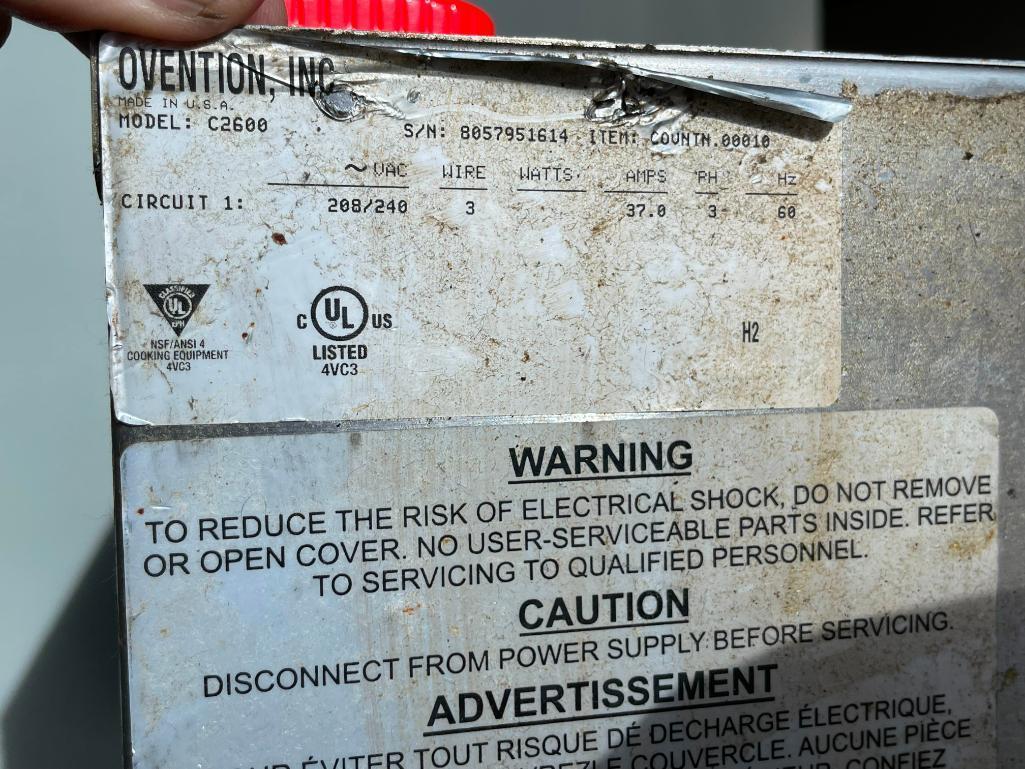 OVENTION, INC
MADE IN U.S.A.
MODEL: C2600
S/N: 8057951614 ITEM: COUNTN.00010
~ VAC WIRE WATTS AMPS PH Hz
CIRCUIT 1: 208/240 3 37.0 3 60
CLASSIFIED
UL
EPH
NSF/ANSI 4
COOKING EQUIPMENT
4VC3
C UL US
LISTED
4VC3
H2
WARNING
TO REDUCE THE RISK OF ELECTRICAL SHOCK, DO NOT REMOVE
OR OPEN COVER. NO USER-SERVICEABLE PARTS INSIDE. REFER
TO SERVICING TO QUALIFIED PERSONNEL.
CAUTION
DISCONNECT FROM POWER SUPPLY BEFORE SERVICING.
ADVERTISSEMENT
ÉVITER TOUT RISQUE DÉ DECHARGE ÉLECTRIQUE,
COUVERCLE. AUCUNE PIÈCE
CONFIEZ